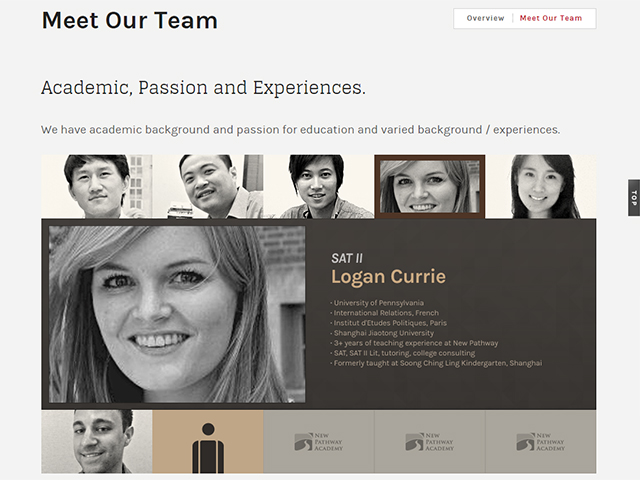 Meet Our Team
Overview
Meet Our Team
Academic, Passion and Experiences.
We have academic background and passion for education and varied background / experiences.
TOP
SAT II
Logan Currie
· University of Pennsylvania
· International Relations, French
· Institut d'Etudes Politiques, Paris
· Shanghai Jiaotong University
· 3+ years of teaching experience at New Pathway
· SAT, SAT II Lit, tutoring, college consulting
· Formerly taught at Soong Ching Ling Kindergarten, Shanghai
New
Pathway
Academy
New
Pathway
Academy
New
Pathway
Academy